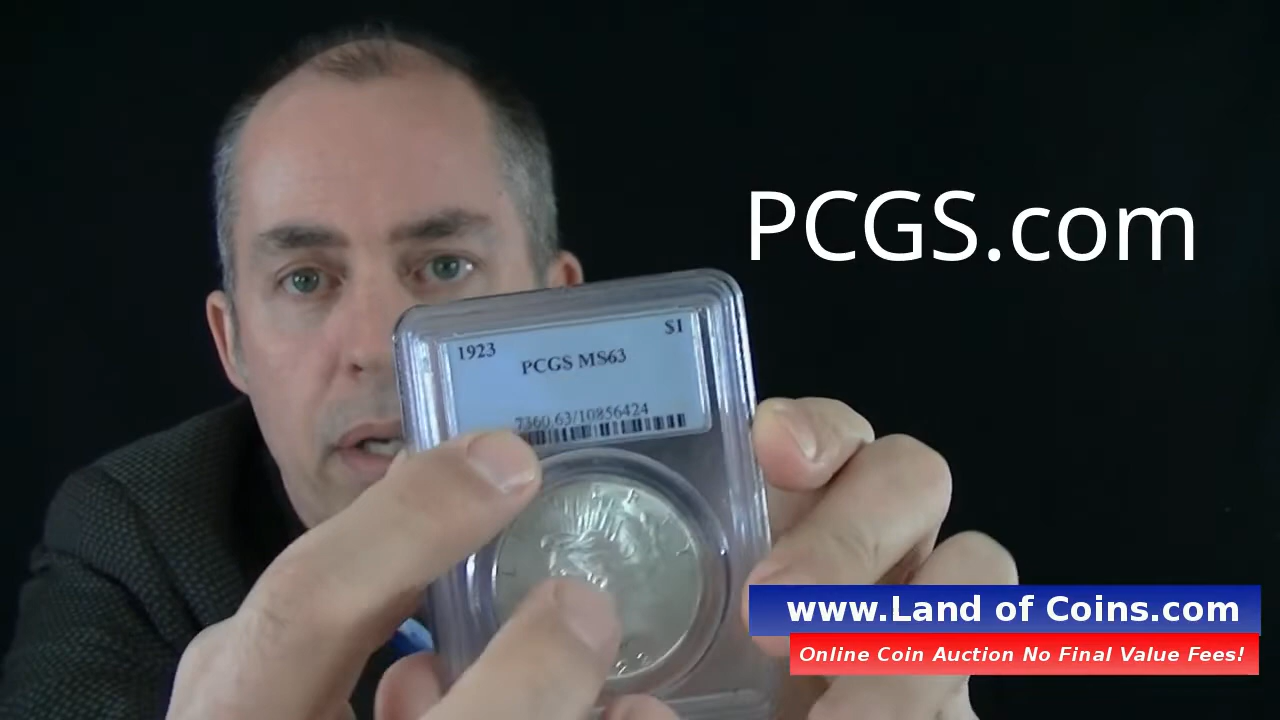 PCGS.com
1923
$1
PCGS MS63
7360.63/10856424
www.Land of Coins.com
Online Coin Auction No Final Value Fees!